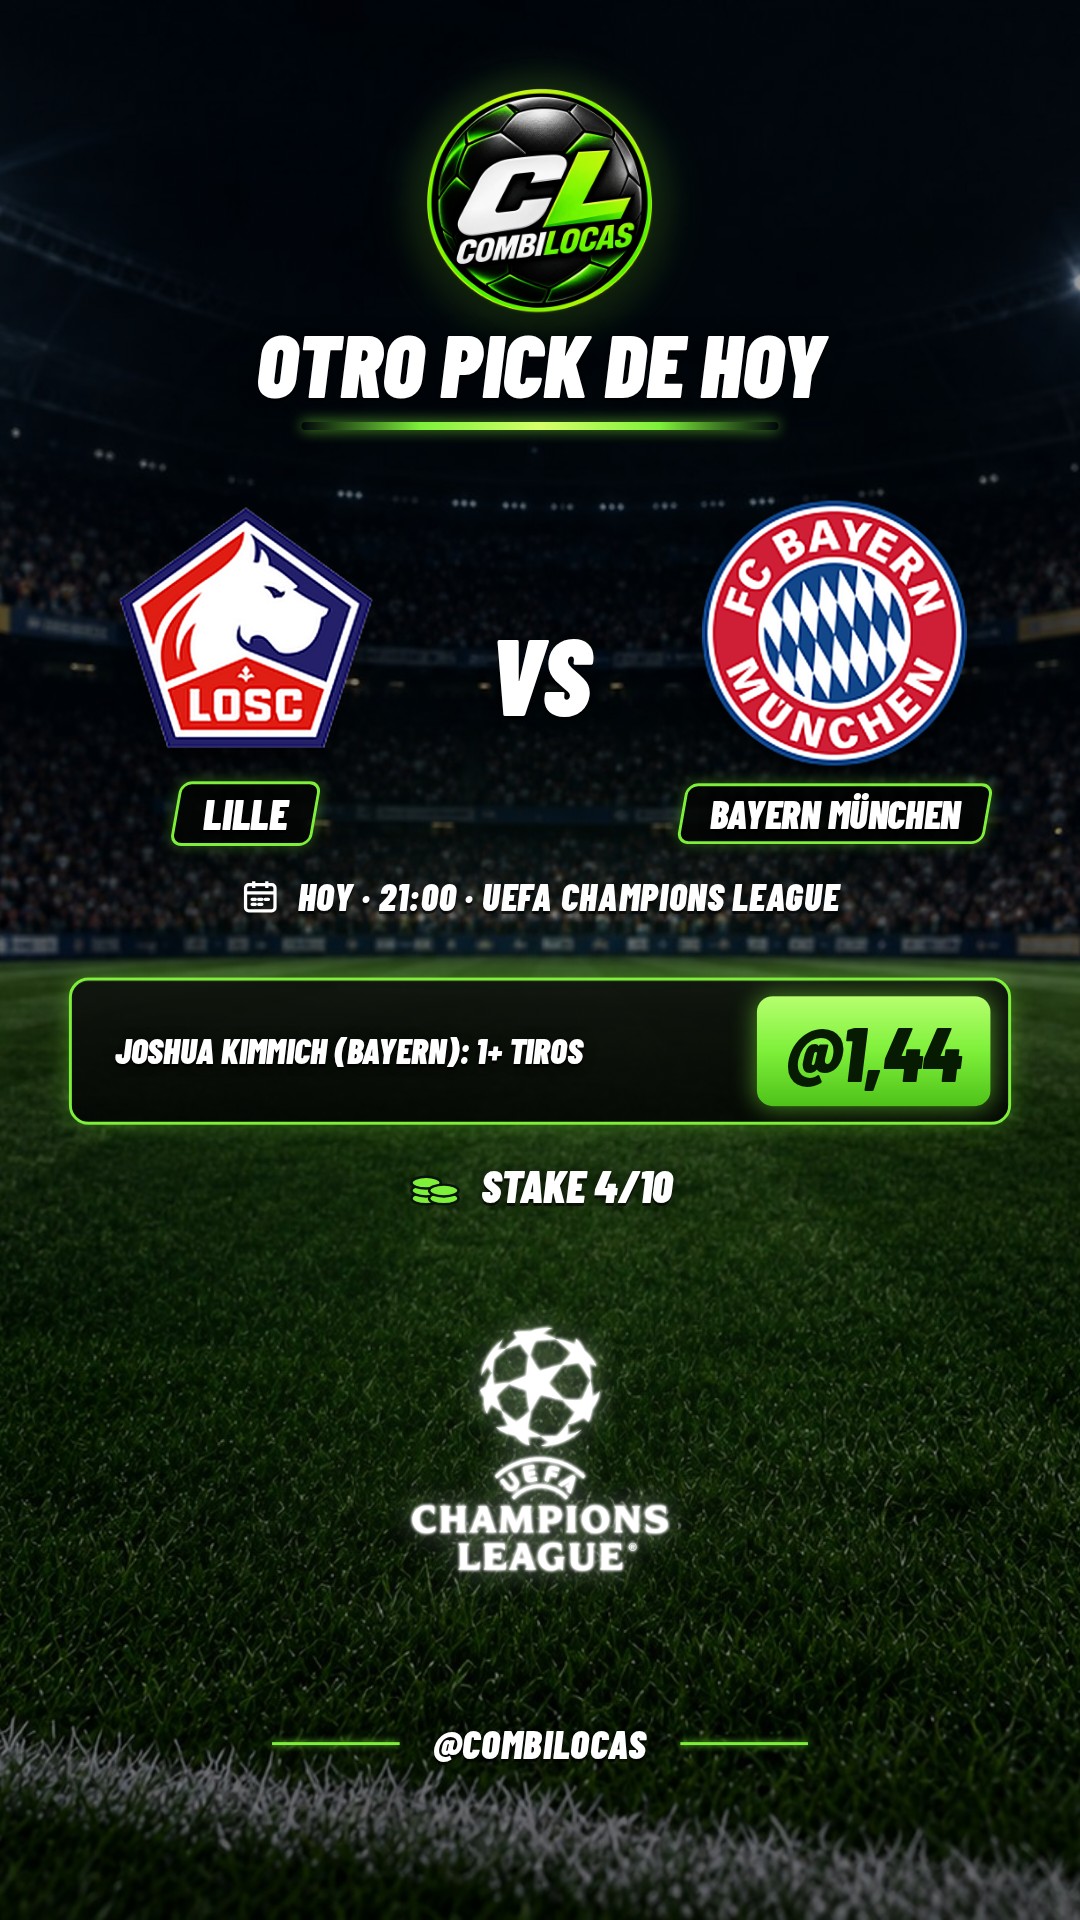 CL
COMBILOCAS
OTRO PICK DE HOY
LOSC
FC BAYERN
MÜNCHEN
VS
LILLE
BAYERN MÜNCHEN
HOY · 21:00 · UEFA CHAMPIONS LEAGUE
JOSHUA KIMMICH (BAYERN): 1+ TIROS
@1,44
STAKE 4/10
UEFA
CHAMPIONS
LEAGUE®
@COMBILOCAS